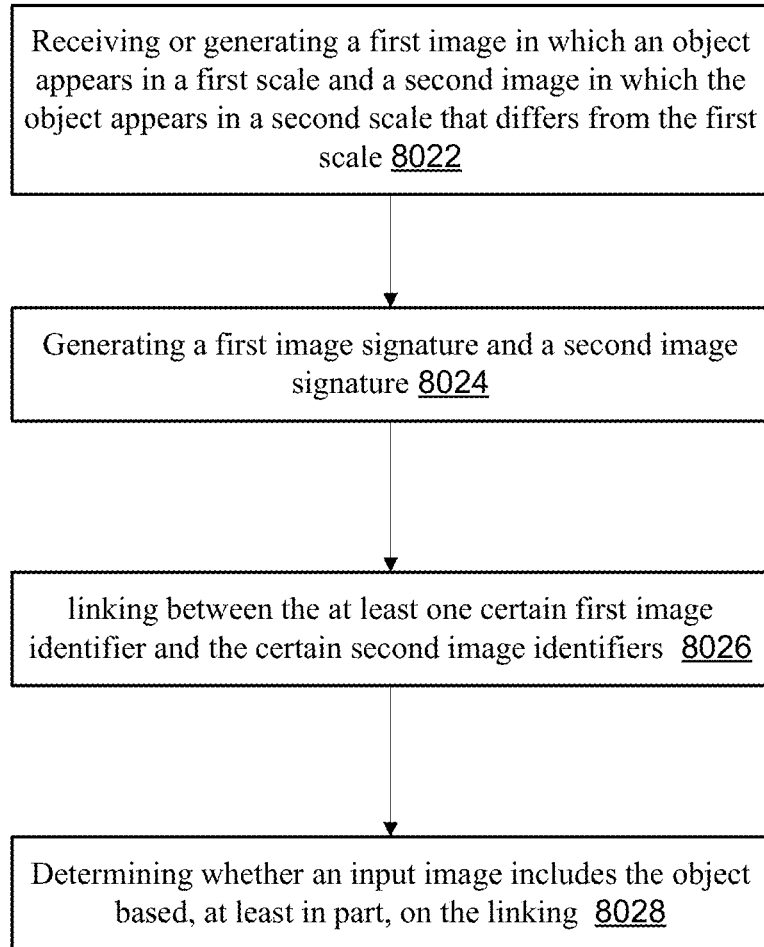 Receiving or generating a first image in which an object
appears in a first scale and a second image in which the
object appears in a second scale that differs from the first
scale 8022
Generating a first image signature and a second image
signature 8024
linking between the at least one certain first image
identifier and the certain second image identifiers 8026
Determining whether an input image includes the object
based, at least in part, on the linking 8028